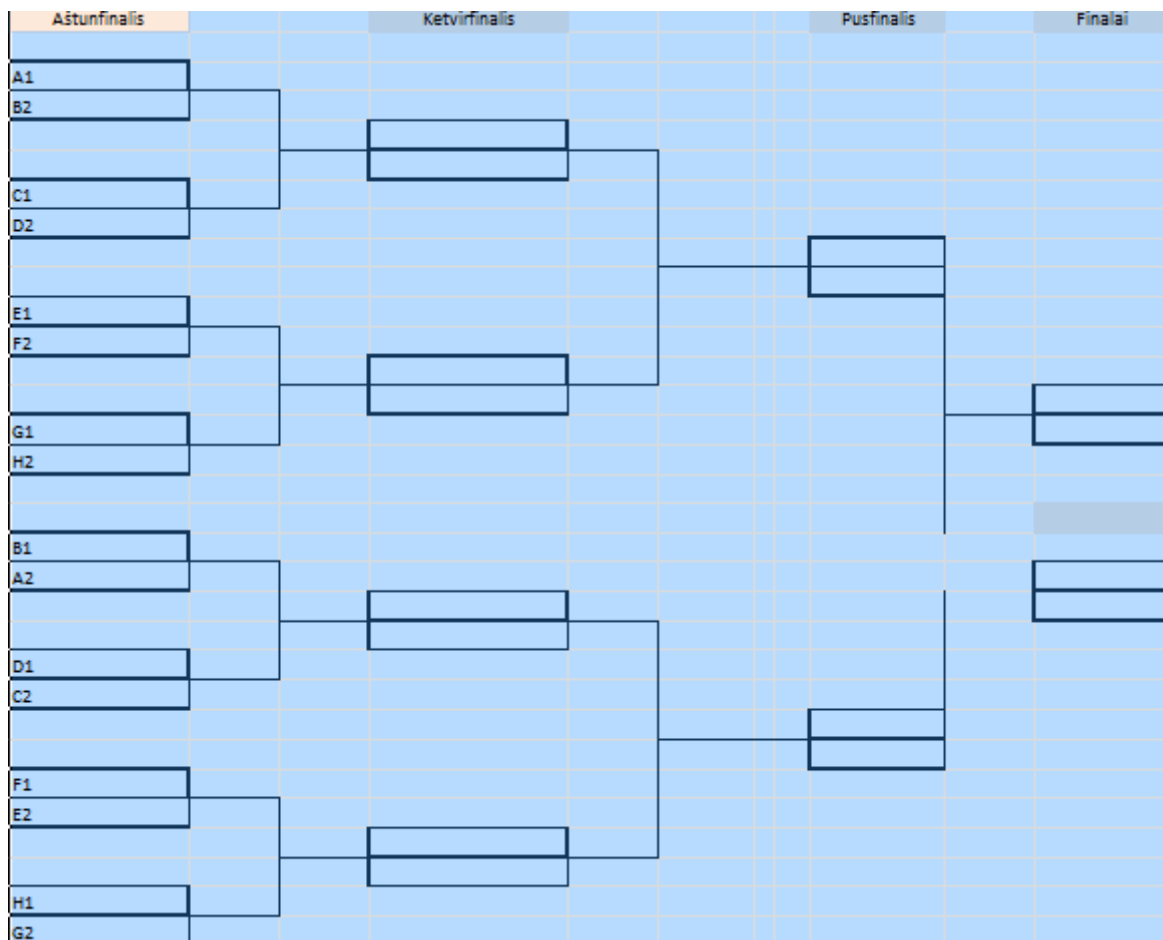 Aštunfinalis Ketvirfinalis Pusfinalis Finalai
A1
B2
C1
D2
E1
F2
G1
H2
B1
A2
D1
C2
F1
E2
H1
G2